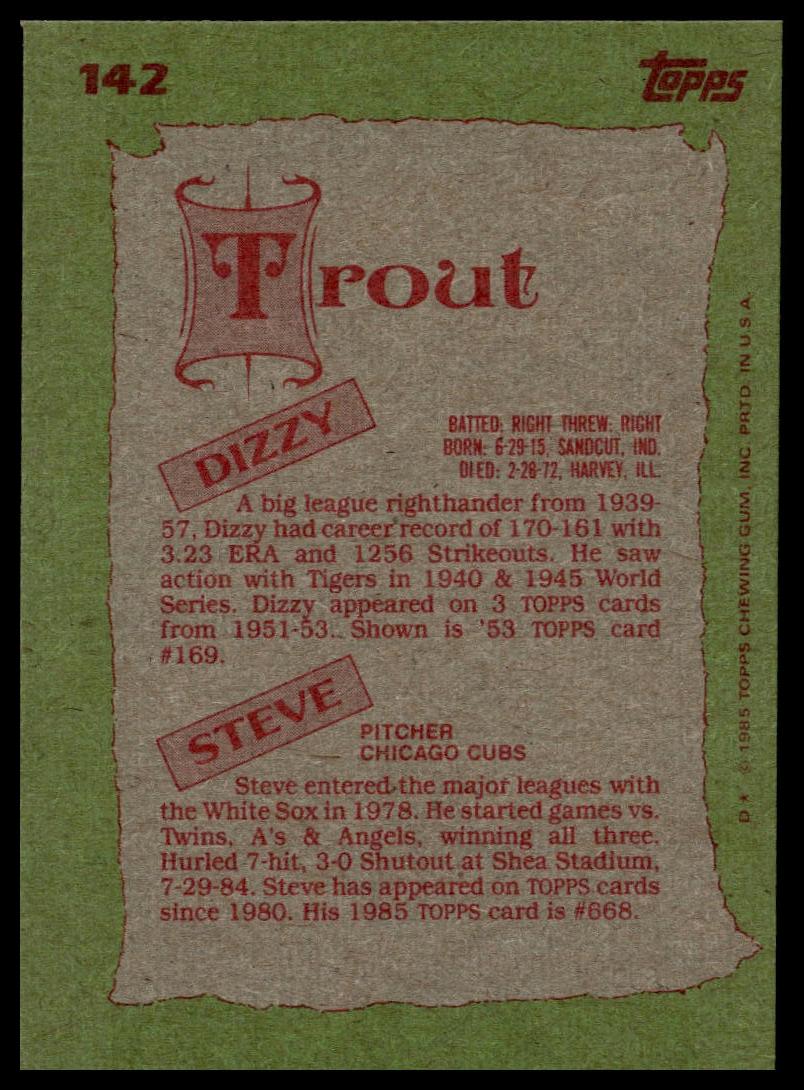 142
TOPPS
Trout
DIZZY
BATTED: RIGHT THREW: RIGHT
BORN: 6-29-15, SANDCUT, IND.
DIED: 2-28-72, HARVEY, ILL.
A big league righthander from 1939-
57, Dizzy had career record of 170-161 with
3.23 ERA and 1256 Strikeouts. He saw
action with Tigers in 1940 & 1945 World
Series. Dizzy appeared on 3 TOPPS cards
from 1951-53. Shown is '53 TOPPS card
#169.
STEVE
PITCHER
CHICAGO CUBS
Steve entered the major leagues with
the White Sox in 1978. He started games vs.
Twins, A's & Angels, winning all three.
Hurled 7-hit, 3-0 Shutout at Shea Stadium,
7-29-84. Steve has appeared on TOPPS cards
since 1980. His 1985 TOPPS card is #668.
D★ © 1985 TOPPS CHEWING GUM, INC. PRTD. IN U.S.A.